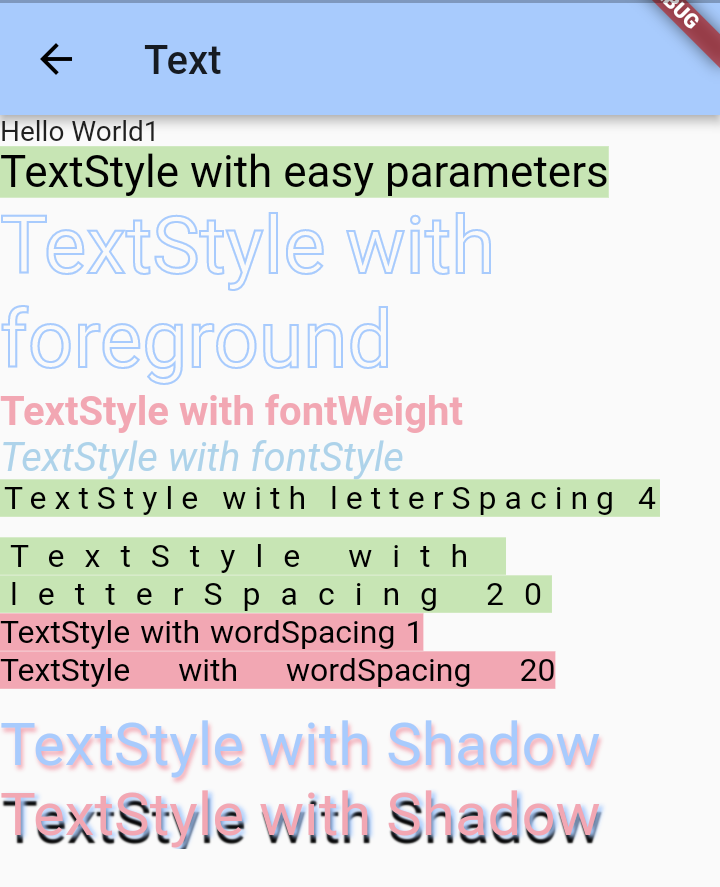 Text
BUG
Hello World1
TextStyle with easy parameters
TextStyle with
foreground
TextStyle with fontWeight
TextStyle with fontStyle
TextStyle with letterSpacing 4
TextStyle with
letterSpacing 20
TextStyle with wordSpacing 1
TextStyle with wordSpacing 20
TextStyle with Shadow
TextStyle with Shadow